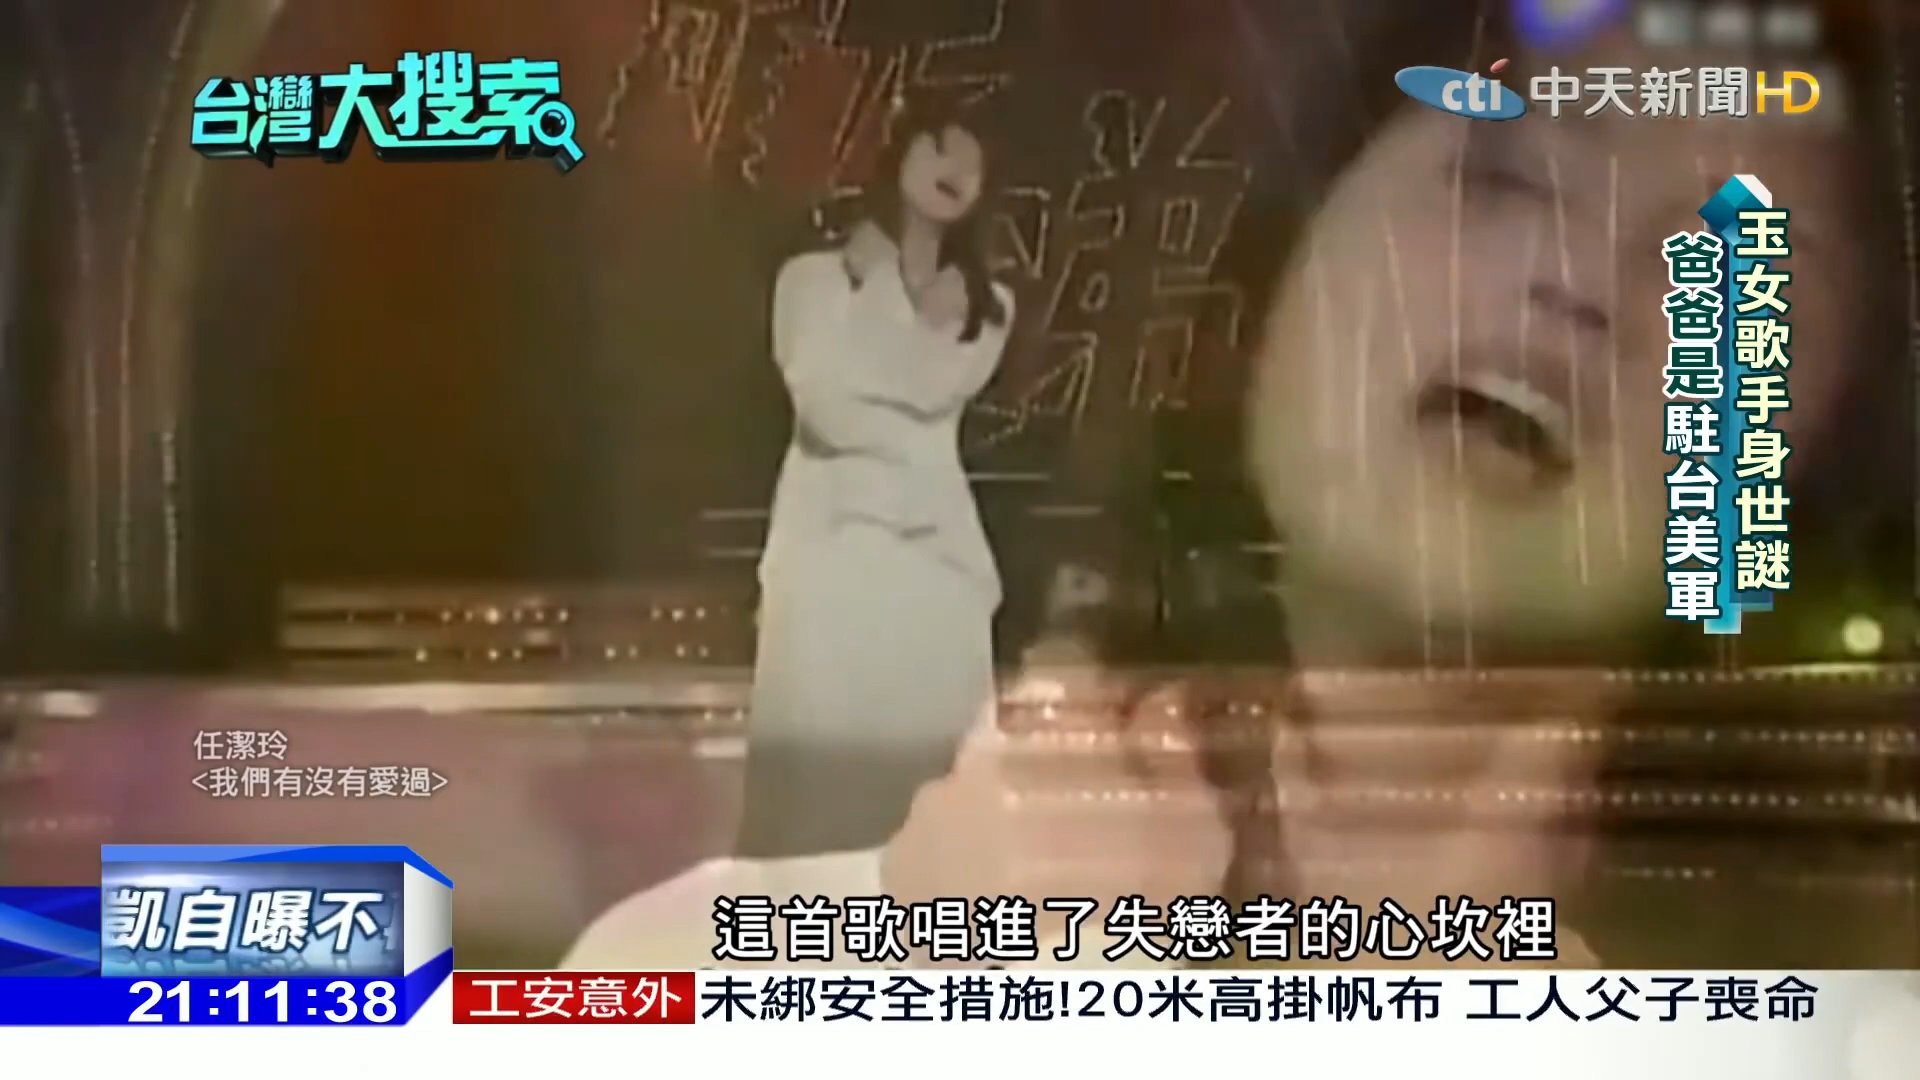 台灣大搜索
cti 中天新聞HD
玉女歌手身世謎
爸爸是駐台美軍
任潔玲
<我們有沒有愛過>
這首歌唱進了失戀者的心坎裡
凱自曝不
21:11:38
工安意外 未綁安全措施!20米高掛帆布 工人父子喪命